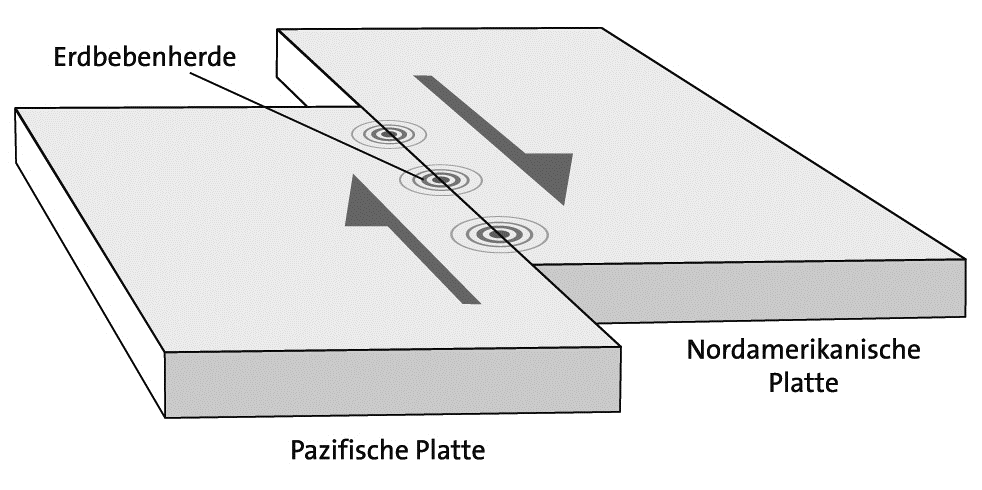 Erdbebenherde
Nordamerikanische
Platte
Pazifische Platte